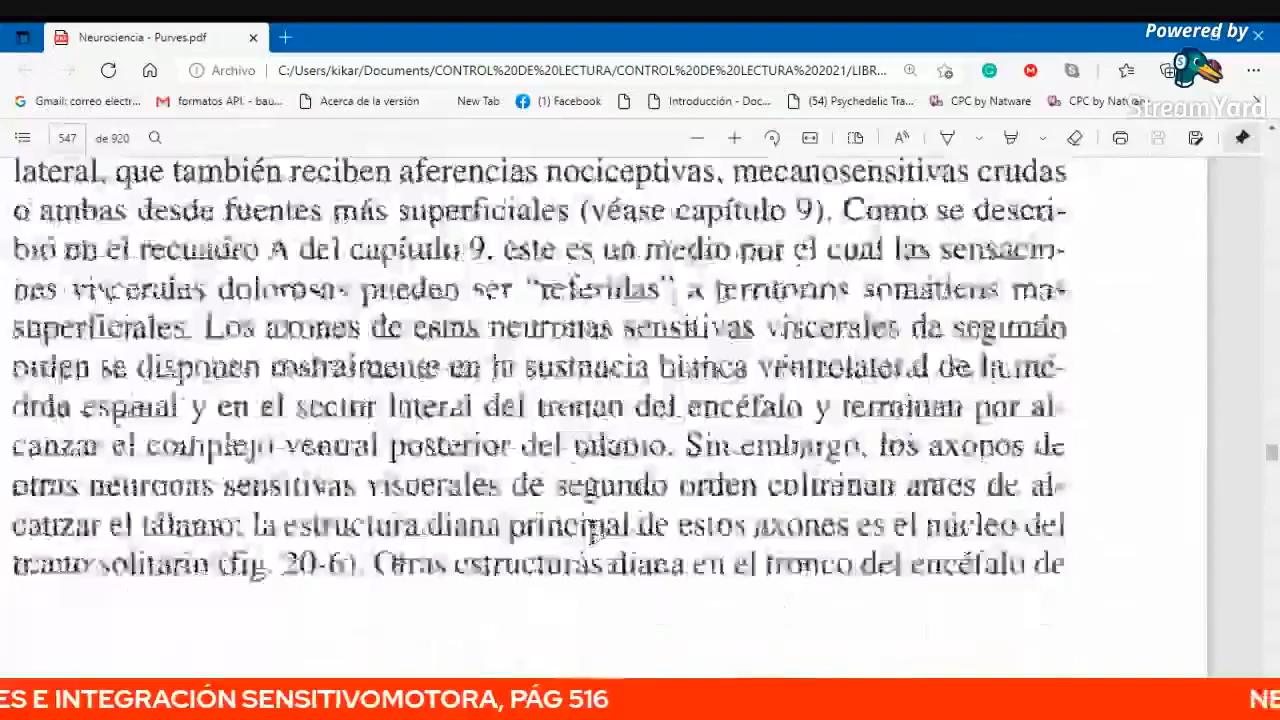 Powered by
StreamYard
Neurociencia - Purves.pdf
Archivo | C:/Users/kikar/Documents/CONTROL%20DE%20LECTURA/CONTROL%20DE%20LECTURA%202021/LIBR...
Gmail: correo electr... formatos API. - bau... Acerca de la versión New Tab (1) Facebook Introducción - Doc... (54) Psychedelic Tra... CPC by Natware CPC by Natware
547 de 920
lateral, que también reciben aferencias nociceptivas, mecanosensitivas crudas
o ambas desde fuentes más superficiales (véase capítulo 9). Como se descri-
bió en el recuadro A del capítulo 9, éste es un medio por el cual las sensacio-
nes viscerales dolorosas pueden ser "referidas" a territorios somáticos más
superficiales. Los axones de estas neuronas sensitivas viscerales de segundo
orden se disponen rostralmente en la sustancia blanca ventrolateral de la mé-
dula espinal y en el sector lateral del tronco del encéfalo y terminan por al-
canzar el complejo ventral posterior del tálamo. Sin embargo, los axones de
otras neuronas sensitivas viscerales de segundo orden antes de al-
canzar el tálamo; la estructura diana principal de estos axones es el núcleo del
tracto solitario (fig. 20-6). Otras estructuras diana en el tronco del encéfalo de
ES E INTEGRACIÓN SENSITIVOMOTORA, PÁG 516
NE